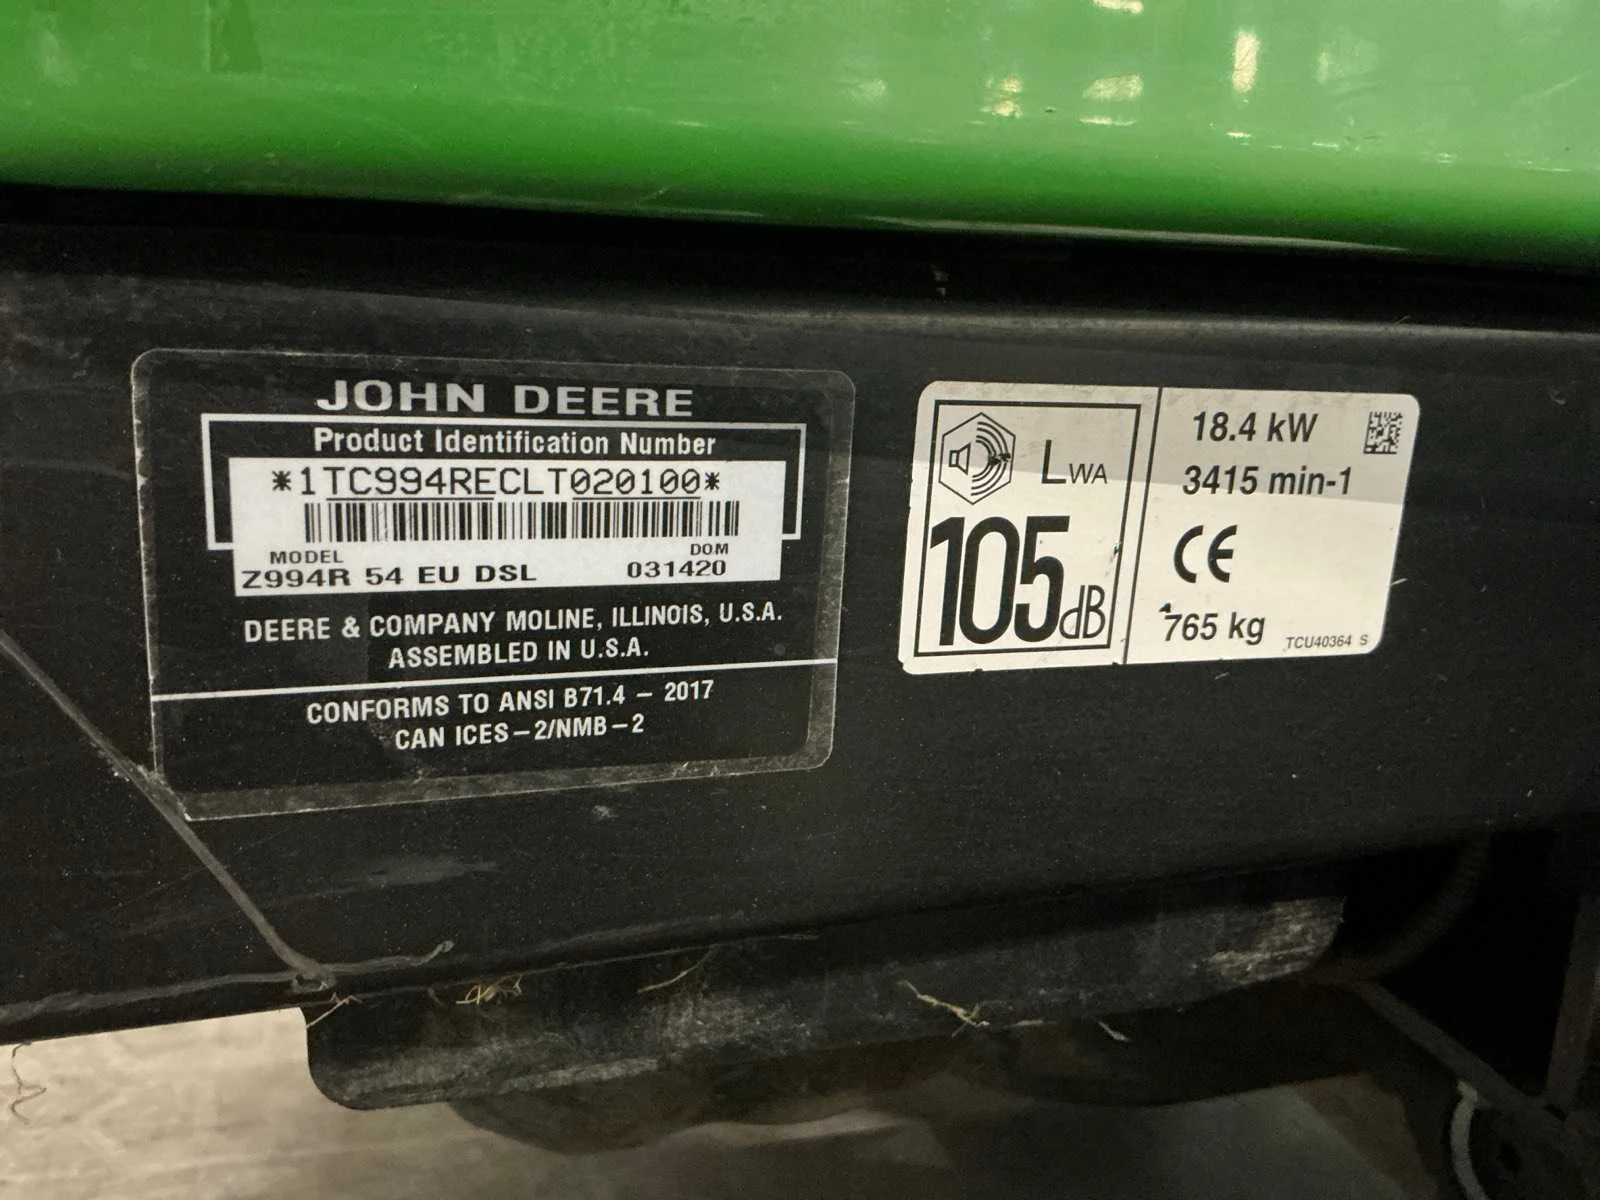 JOHN DEERE
Product Identification Number
*1TC994RECLT020100*
MODEL DOM
Z994R 54 EU DSL 031420
DEERE & COMPANY MOLINE, ILLINOIS, U.S.A.
ASSEMBLED IN U.S.A.
CONFORMS TO ANSI B71.4 – 2017
CAN ICES–2/NMB–2
LWA
105dB
18.4 kW
3415 min-1
CE
765 kg
TCU40364 S